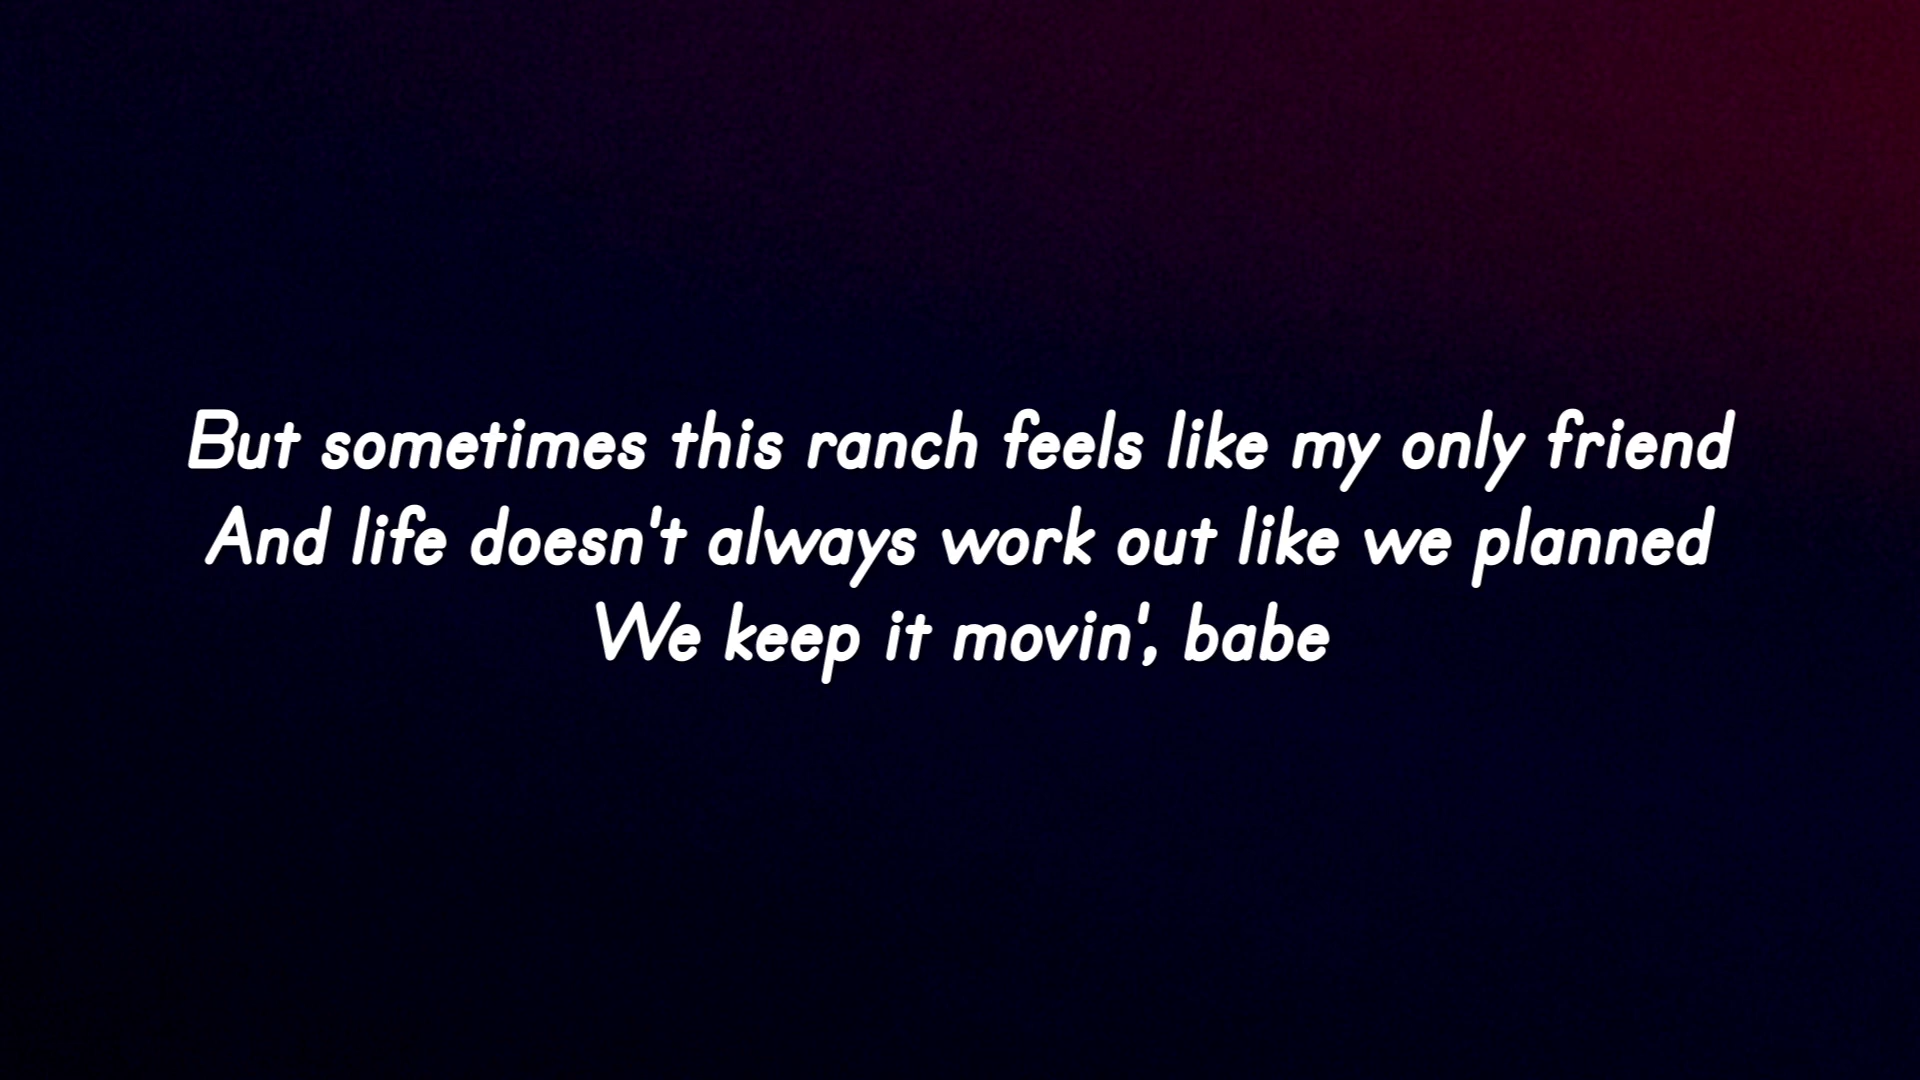 But sometimes this ranch feels like my only friend
And life doesn't always work out like we planned
We keep it movin', babe